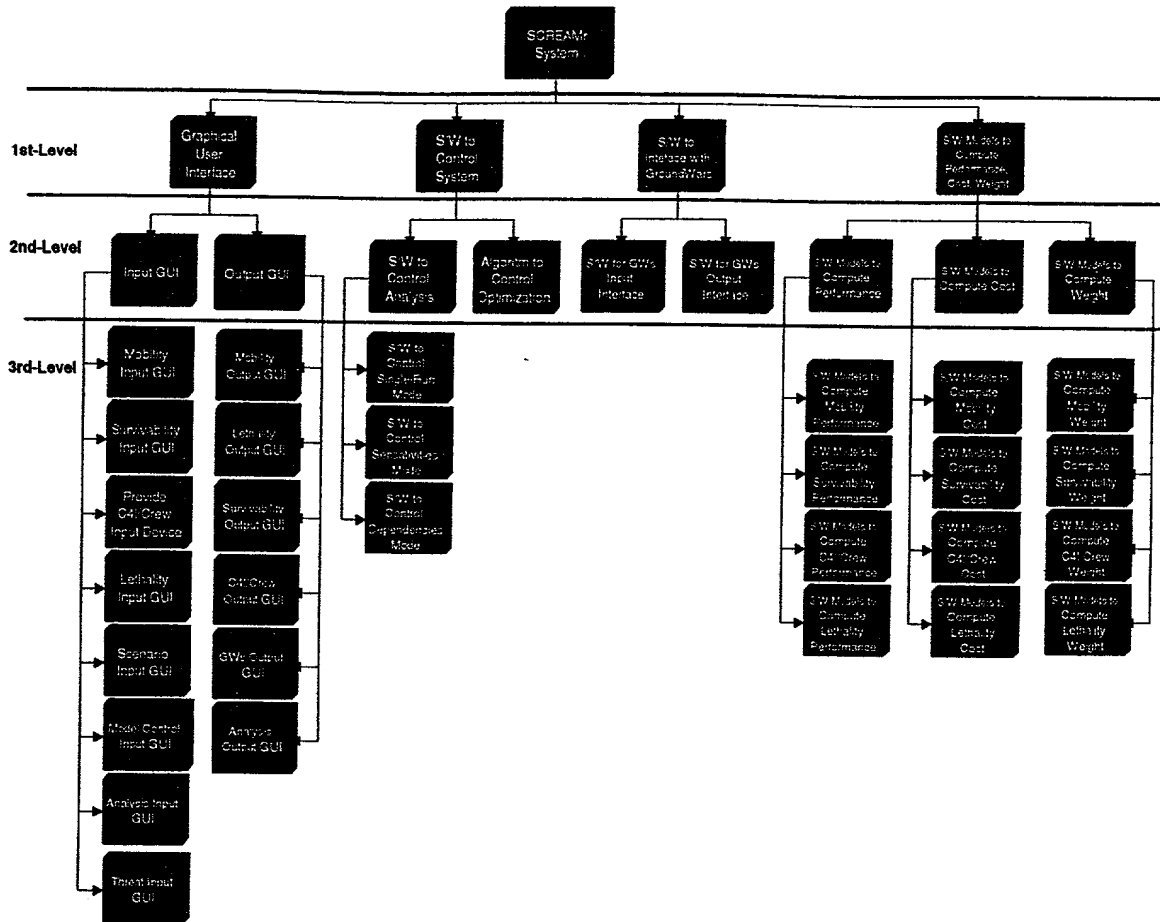 SCREAMr
System
1st-Level
Graphical
User
Interface
S/W to
Control
System
S/W to
Inteface with
GroundWars
S/W Models to
Compute
Performance,
Cost, Weight
2nd-Level
Input GUI
Output GUI
S/W to
Control
Analysis
Algoritm to
Control
Optimization
S/W for GWs
Input
Interface
S/W for GWs
Output
Interface
S/W Models to
Compute
Performance
S/W Models to
Compute Cost
S/W Models to
Compute
Weight
3rd-Level
Mobility
Input GUI
Survivability
Input GUI
Provide
C4I/Crew
Input Device
Lethality
Input GUI
Scenario
Input GUI
Model Control
Input GUI
Analysis Input
GUI
Threat Input
GUI
Mobility
Output GUI
Lethality
Output GUI
Survivability
Output GUI
C4I/Crew
Output GUI
GWs Output
GUI
Analysis
Output GUI
S/W to
Control
Single-Run
Mode
S/W to
Control
Sensitivities
Mode
S/W to
Control
Dependencies
Mode
S/W Models to
Compute
Mobility
Performance
S/W Models to
Compute
Survivability
Performance
S/W Models to
Compute
C4I/Crew
Performance
S/W Models to
Compute
Lethality
Performance
S/W Models to
Compute
Mobility
Cost
S/W Models to
Compute
Survivability
Cost
S/W Models to
Compute
C4I/Crew
Cost
S/W Models to
Compute
Lethality
Cost
S/W Models to
Compute
Mobility
Weight
S/W Models to
Compute
Survivability
Weight
S/W Models to
Compute
C4I/Crew
Weight
S/W Models to
Compute
Lethality
Weight